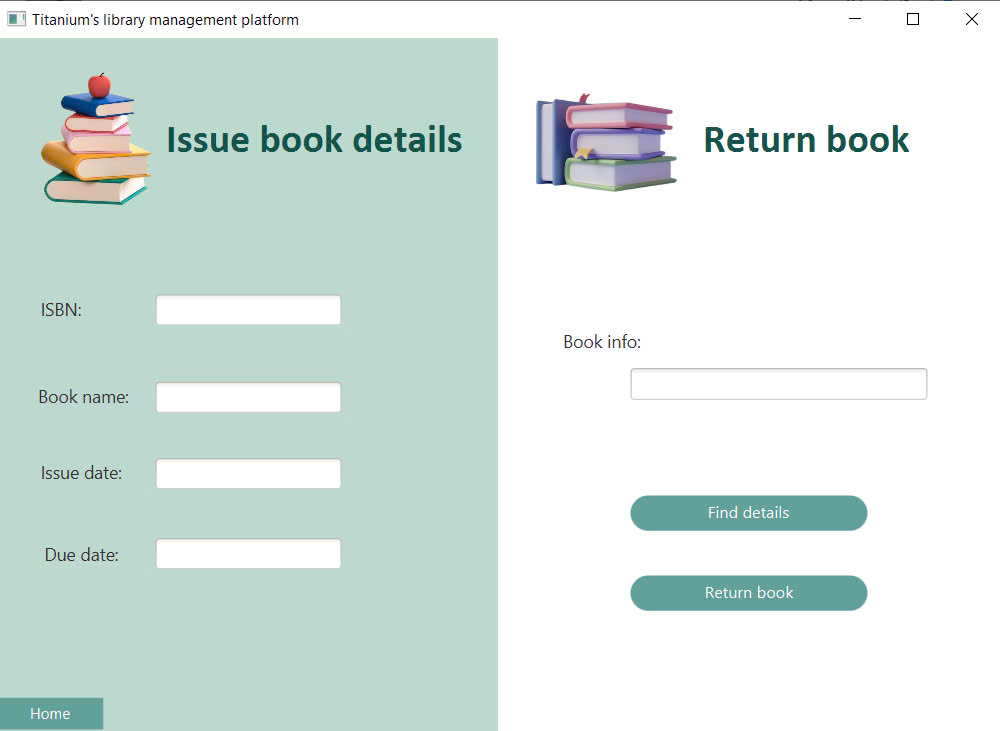 Titanium's library management platform
Issue book details
ISBN:
Book name:
Issue date:
Due date:
Home
Return book
Book info:
Find details
Return book